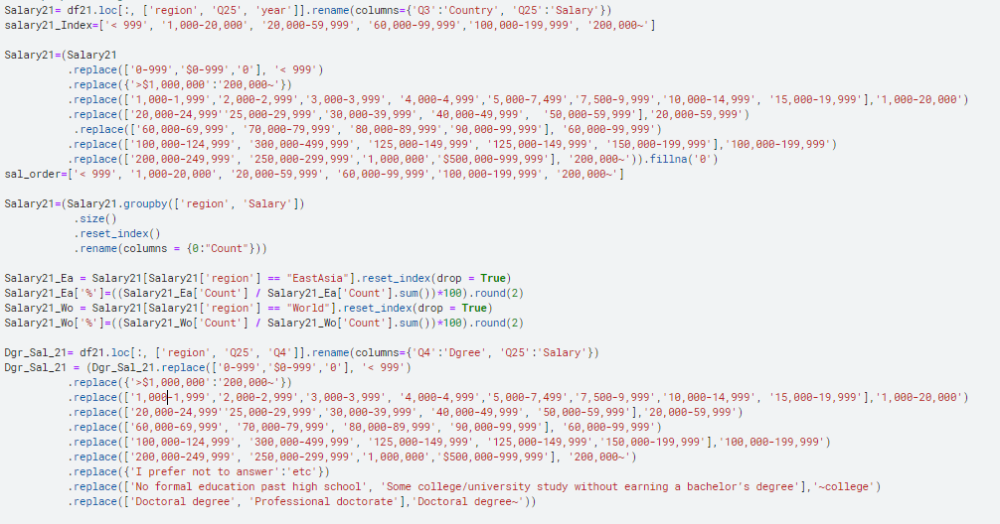 Salary21= df21.loc[:, ['region', 'Q25', 'year']].rename(columns={'Q3':'Country', 'Q25':'Salary'})
salary21_Index=['< 999', '1,000-20,000', '20,000-59,999', '60,000-99,999','100,000-199,999', '200,000~']

Salary21=(Salary21
          .replace(['0-999','$0-999','0'], '< 999')
          .replace({'>$1,000,000':'200,000~'})
          .replace(['1,000-1,999','2,000-2,999','3,000-3,999', '4,000-4,999','5,000-7,499','7,500-9,999','10,000-14,999', '15,000-19,999'],'1,000-20,000')
          .replace(['20,000-24,999''25,000-29,999','30,000-39,999', '40,000-49,999',  '50,000-59,999'],'20,000-59,999')
           .replace(['60,000-69,999', '70,000-79,999', '80,000-89,999','90,000-99,999'], '60,000-99,999')
          .replace(['100,000-124,999', '300,000-499,999', '125,000-149,999', '125,000-149,999', '150,000-199,999'],'100,000-199,999')
          .replace(['200,000-249,999', '250,000-299,999','1,000,000','$500,000-999,999'], '200,000~')).fillna('0')
sal_order=['< 999', '1,000-20,000', '20,000-59,999', '60,000-99,999','100,000-199,999', '200,000~']

Salary21=(Salary21.groupby(['region', 'Salary'])
           .size()
           .reset_index()
           .rename(columns = {0:"Count"}))

Salary21_Ea = Salary21[Salary21['region'] == "EastAsia"].reset_index(drop = True)
Salary21_Ea['%']=((Salary21_Ea['Count'] / Salary21_Ea['Count'].sum())*100).round(2)
Salary21_Wo = Salary21[Salary21['region'] == "World"].reset_index(drop = True)
Salary21_Wo['%']=((Salary21_Wo['Count'] / Salary21_Wo['Count'].sum())*100).round(2)

Dgr_Sal_21= df21.loc[:, ['region', 'Q25', 'Q4']].rename(columns={'Q4':'Dgree', 'Q25':'Salary'})
Dgr_Sal_21 = (Dgr_Sal_21.replace(['0-999','$0-999','0'], '< 999')
          .replace({'>$1,000,000':'200,000~'})
          .replace(['1,000-1,999','2,000-2,999','3,000-3,999', '4,000-4,999','5,000-7,499','7,500-9,999','10,000-14,999', '15,000-19,999'],'1,000-20,000')
          .replace(['20,000-24,999''25,000-29,999','30,000-39,999', '40,000-49,999', '50,000-59,999'],'20,000-59,999')
          .replace(['60,000-69,999', '70,000-79,999', '80,000-89,999', '90,000-99,999'], '60,000-99,999')
          .replace(['100,000-124,999', '300,000-499,999', '125,000-149,999', '125,000-149,999','150,000-199,999'],'100,000-199,999')
          .replace(['200,000-249,999', '250,000-299,999','1,000,000','$500,000-999,999'], '200,000~')
          .replace({'I prefer not to answer':'etc'})
          .replace(['No formal education past high school', 'Some college/university study without earning a bachelor's degree'],'~college')
          .replace(['Doctoral degree', 'Professional doctorate'],'Doctoral degree~'))